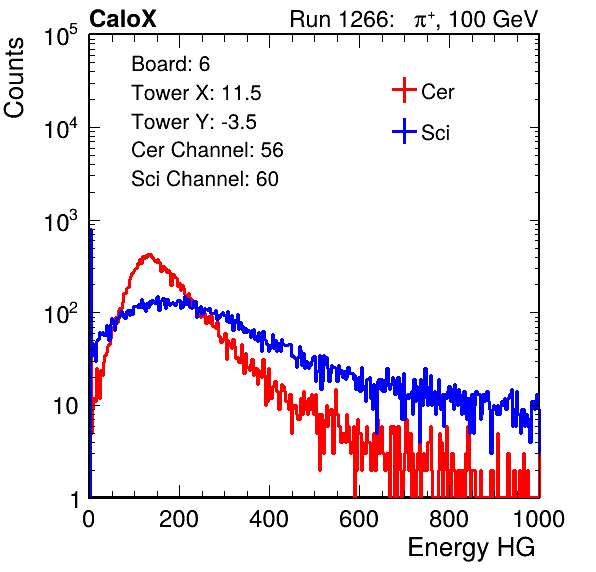 CaloX Run 1266: π⁺, 100 GeV
Counts
10⁵
10⁴
10³
10²
10
1
Board: 6
Tower X: 11.5
Tower Y: -3.5
Cer Channel: 56
Sci Channel: 60
Cer
Sci
0 200 400 600 800 1000
Energy HG